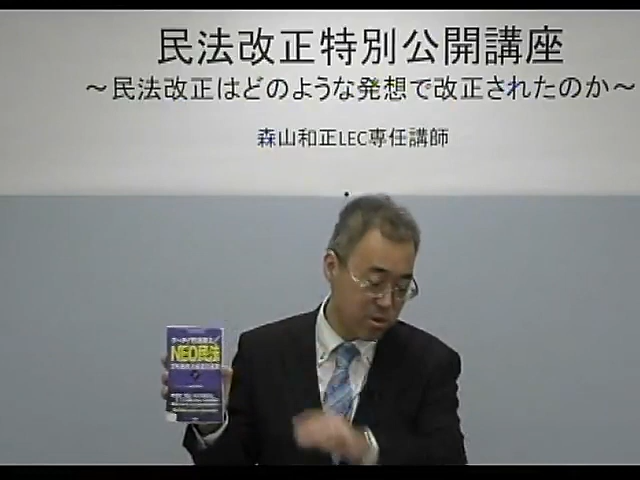 民法改正特別公開講座
～民法改正はどのような発想で改正されたのか～
森山和正LEC専任講師
NEO民法